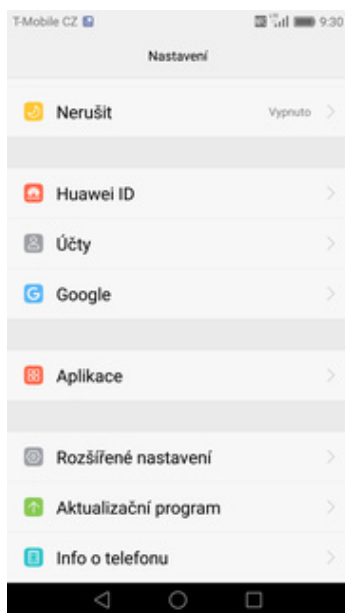 T-Mobile CZ 9:30
Nastavení
Nerušit Vypnuto
Huawei ID
Účty
Google
Aplikace
Rozšířené nastavení
Aktualizační program
Info o telefonu